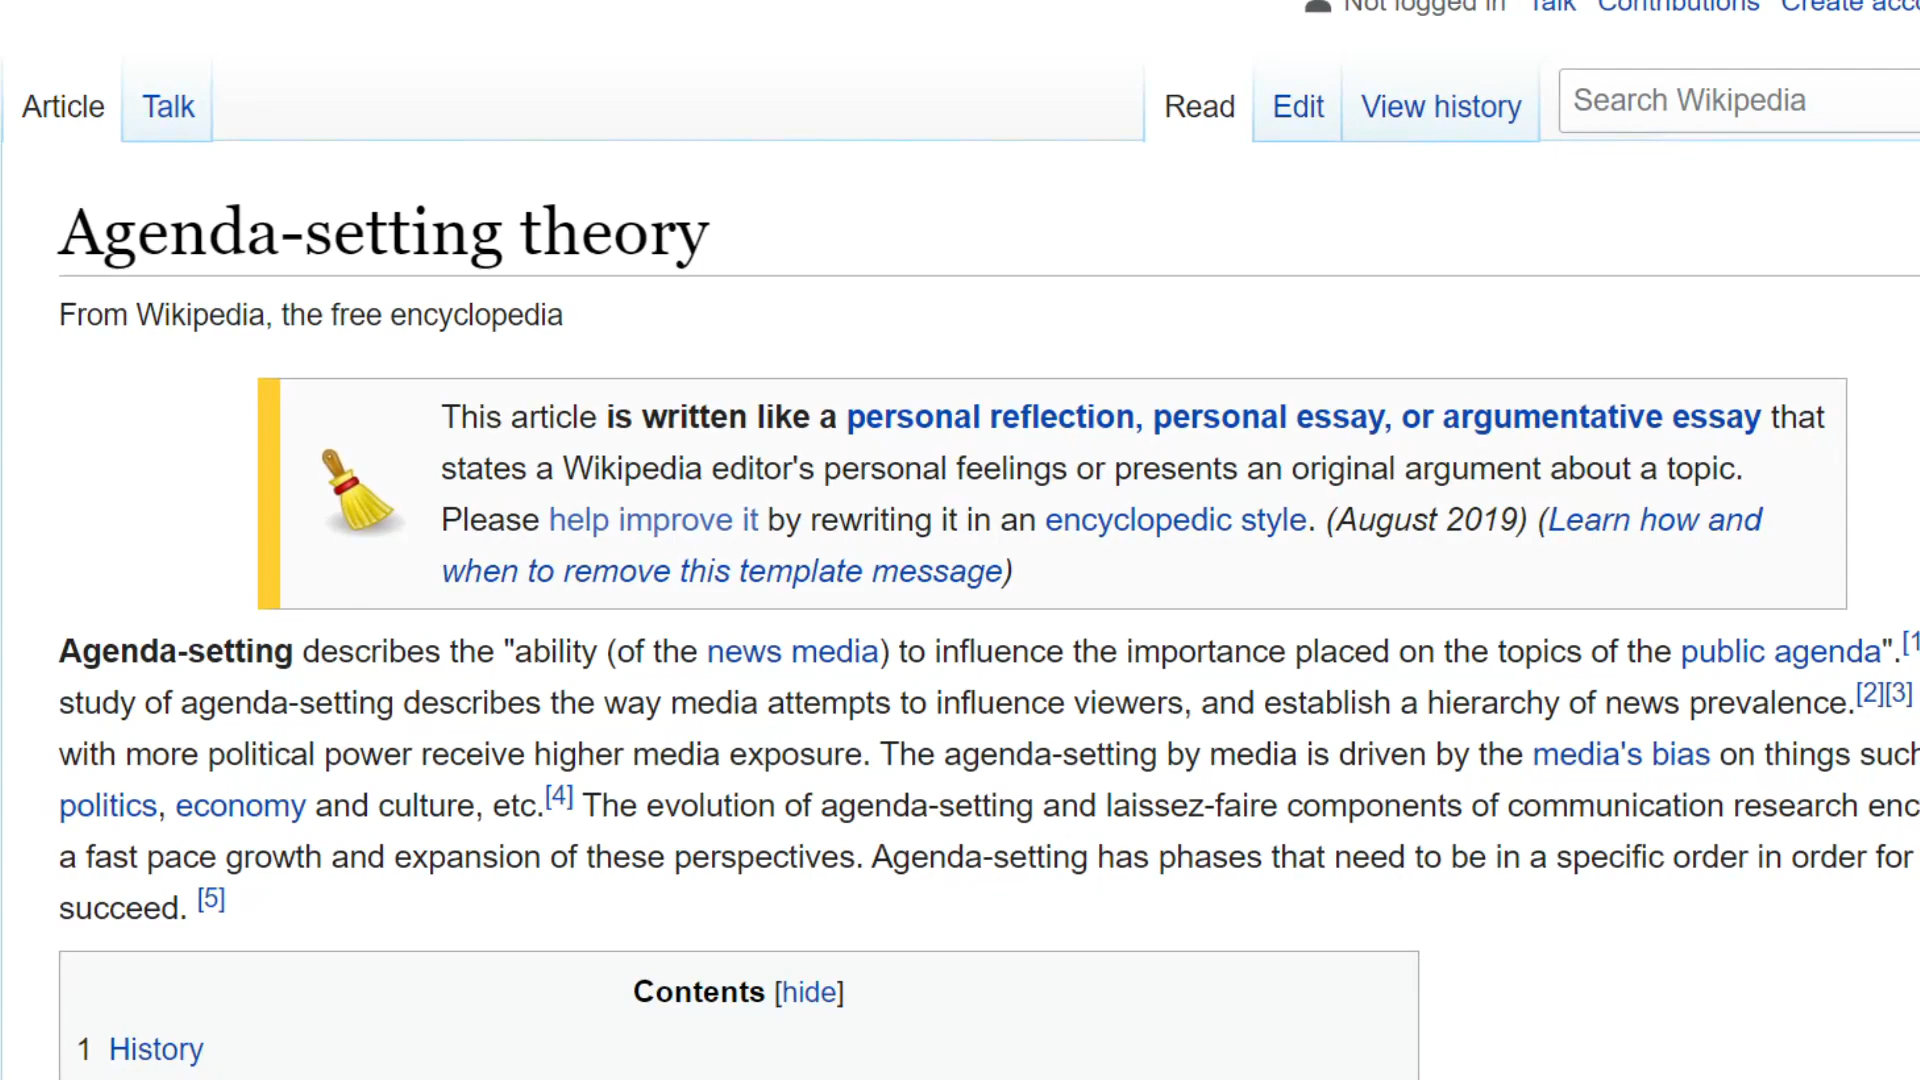 Not logged in Talk Contributions Create
Article Talk Read Edit View history Search Wikipedia
Agenda-setting theory
From Wikipedia, the free encyclopedia
This article is written like a personal reflection, personal essay, or argumentative essay that
states a Wikipedia editor's personal feelings or presents an original argument about a topic.
Please help improve it by rewriting it in an encyclopedic style. (August 2019) (Learn how and
when to remove this template message)
Agenda-setting describes the "ability (of the news media) to influence the importance placed on the topics of the public agenda".[1
study of agenda-setting describes the way media attempts to influence viewers, and establish a hierarchy of news prevalence.[2][3]
with more political power receive higher media exposure. The agenda-setting by media is driven by the media's bias on things such
politics, economy and culture, etc.[4] The evolution of agenda-setting and laissez-faire components of communication research enc
a fast pace growth and expansion of these perspectives. Agenda-setting has phases that need to be in a specific order in order for
succeed. [5]
Contents [hide]
1 History